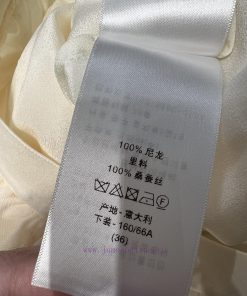 100% 尼龙
里料
100% 桑蚕丝
产地 - 意大利
下装 - 160/66A
(36)